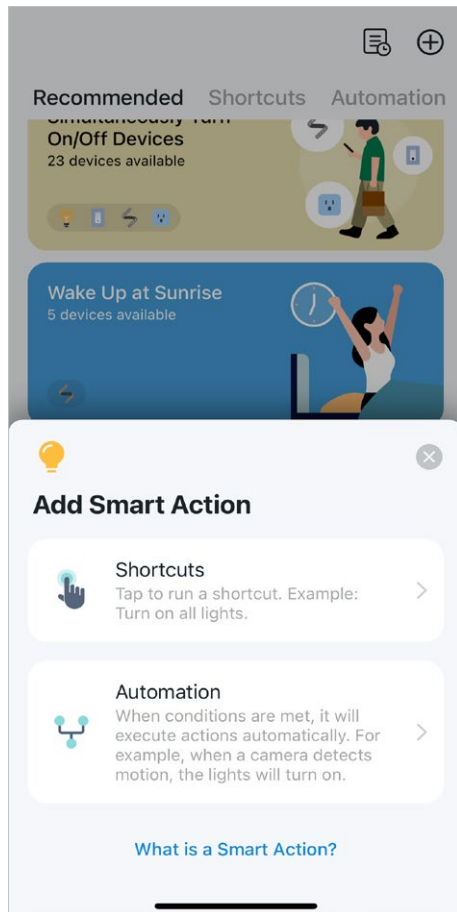 Recommended Shortcuts Automation
Simultaneously Turn
On/Off Devices
23 devices available
Wake Up at Sunrise
5 devices available
Add Smart Action
Shortcuts
Tap to run a shortcut. Example:
Turn on all lights.
Automation
When conditions are met, it will
execute actions automatically. For
example, when a camera detects
motion, the lights will turn on.
What is a Smart Action?